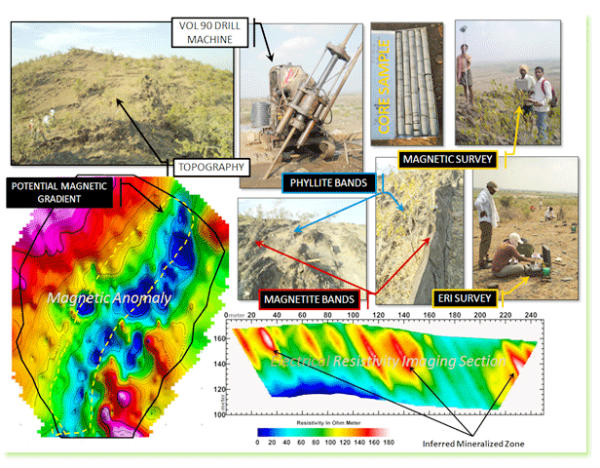 VOL 90 DRILL
MACHINE
CORE SAMPLE
TOPOGRAPHY
MAGNETIC SURVEY
POTENTIAL MAGNETIC
GRADIENT
PHYLLITE BANDS
Magnetic Anomaly
MAGNETITE BANDS
ERI SURVEY
0 meter 20 40 60 80 100 120 140 160 180 200 220 240
160
140
120
100
meter
Electrical Resistivity Imaging Section
Resistivity In Ohm Meter
0 20 40 60 80 100 120 140 160 180
Inferred Mineralized Zone